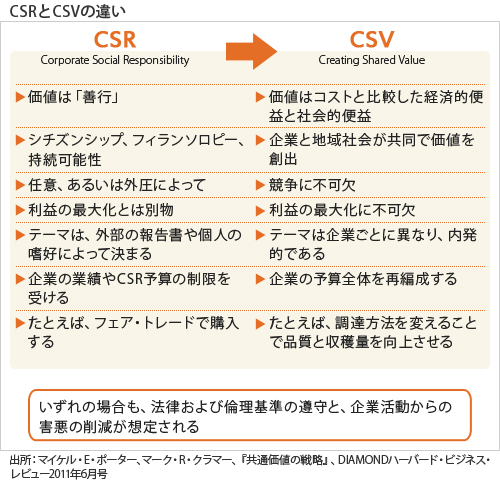 CSRとCSVの違い
CSR
Corporate Social Responsibility
CSV
Creating Shared Value
価値は「善行」
価値はコストと比較した経済的便
益と社会的便益
シチズンシップ、フィランソロピー、
持続可能性
企業と地域社会が共同で価値を
創出
任意、あるいは外圧によって
競争に不可欠
利益の最大化とは別物
利益の最大化に不可欠
テーマは、外部の報告書や個人の
嗜好によって決まる
テーマは企業ごとに異なり、内発
的である
企業の業績やCSR予算の制限を
受ける
企業の予算全体を再編成する
たとえば、フェア・トレードで購入
する
たとえば、調達方法を変えること
で品質と収穫量を向上させる
いずれの場合も、法律および倫理基準の遵守と、企業活動からの
害悪の削減が想定される
出所：マイケル・E・ポーター、マーク・R・クラマー、『共通価値の戦略』、DIAMONDハーバード・ビジネス・
レビュー2011年6月号